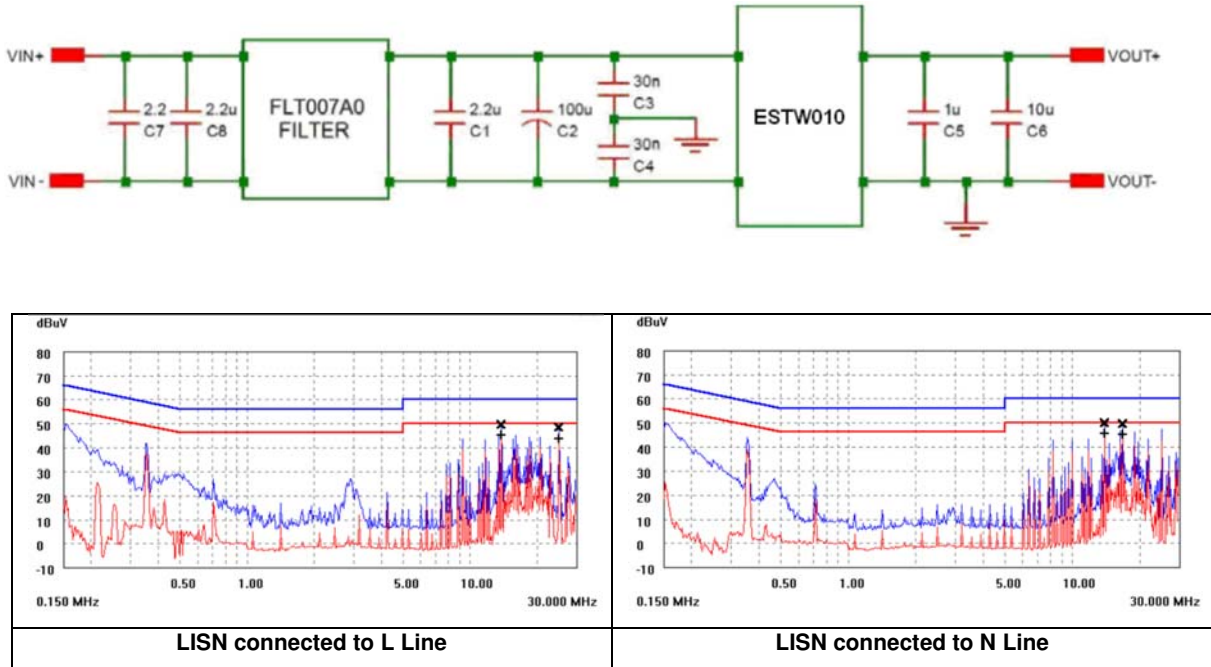 VIN+
2.2
C7
2.2u
C8
FLT007A0
FILTER
2.2u
C1
100u
C2
30n
C3
30n
C4
ESTW010
1u
C5
10u
C6
VOUT+
VIN -
VOUT-
dBuV
80
70
60
50
40
30
20
10
0
-10
0.50
1.00
5.00
10.00
0.150 MHz
30.000 MHz
LISN connected to L Line
dBuV
80
70
60
50
40
30
20
10
0
-10
0.50
1.00
5.00
10.00
0.150 MHz
30.000 MHz
LISN connected to N Line